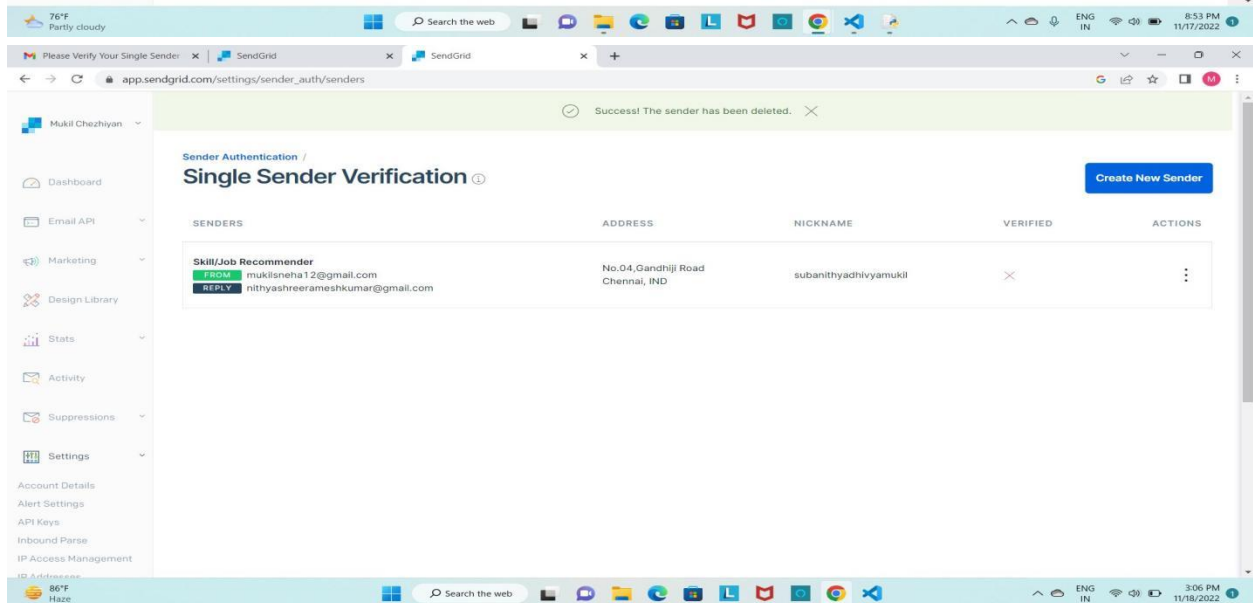 76°F
Partly cloudy
Search the web
ENG
IN
8:53 PM
11/17/2022
Please Verify Your Single Sender
SendGrid
SendGrid
app.sendgrid.com/settings/sender_auth/senders
Mukil Chezhiyan
Success! The sender has been deleted.
Sender Authentication /
Single Sender Verification
Create New Sender
Dashboard
Email API
Marketing
Design Library
Stats
Activity
Suppressions
Settings
Account Details
Alert Settings
API Keys
Inbound Parse
IP Access Management
IP Addresses
SENDERS ADDRESS NICKNAME VERIFIED ACTIONS
Skill/Job Recommender
FROM mukilsneha12@gmail.com
REPLY nithyashreerameshkumar@gmail.com
No.04,Gandhiji Road
Chennai, IND
subanithyadhivyamukil
86°F
Haze
Search the web
ENG
IN
3:06 PM
11/18/2022